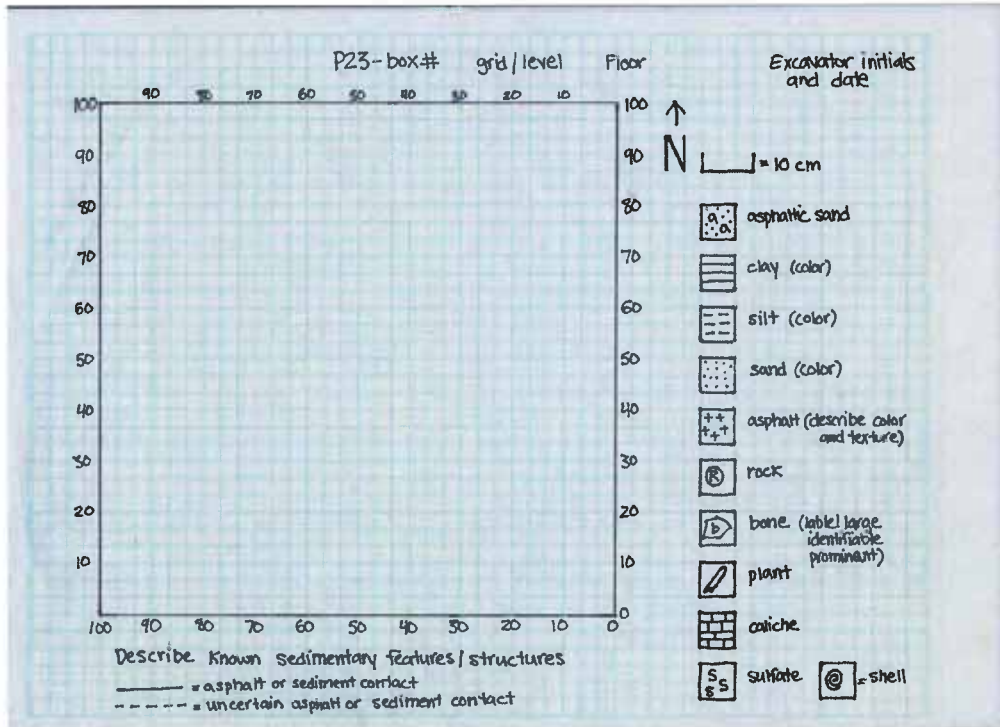 P23-box# grid/level Floor
Excavator initials
and date
90 80 70 60 50 40 30 20 10
100 100
N
= 10 cm
90 90
80 80
70 70
60 60
50 50
40 40
30 30
20 20
10 10
0
100 90 80 70 60 50 40 30 20 10 0
a a asphaltic sand
clay (color)
silt (color)
sand (color)
asphalt (describe color
and texture)
R rock
b bone (label large
identifiable
prominant)
plant
caliche
S S S S sulfate @ = shell
Describe Known Sedimentary features/structures
= asphalt or sediment contact
= uncertain asphalt or sediment contact